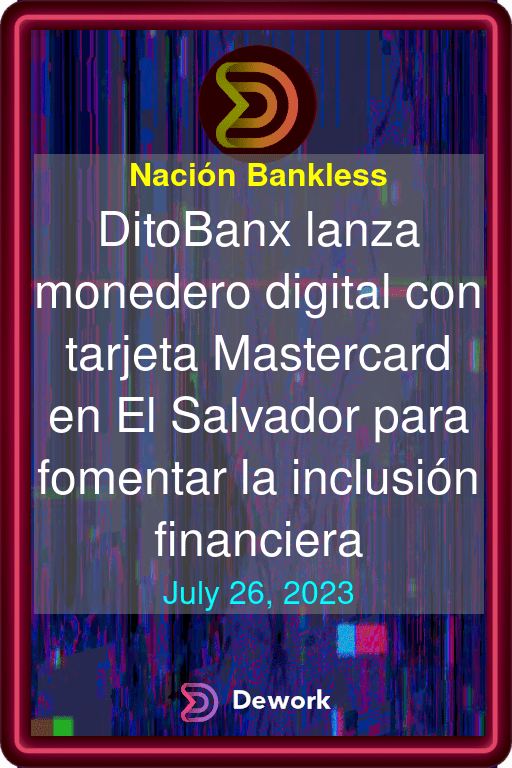 Nación Bankless
DitoBanx lanza
monedero digital con
tarjeta Mastercard
en El Salvador para
fomentar la inclusión
financiera
July 26, 2023
Dework